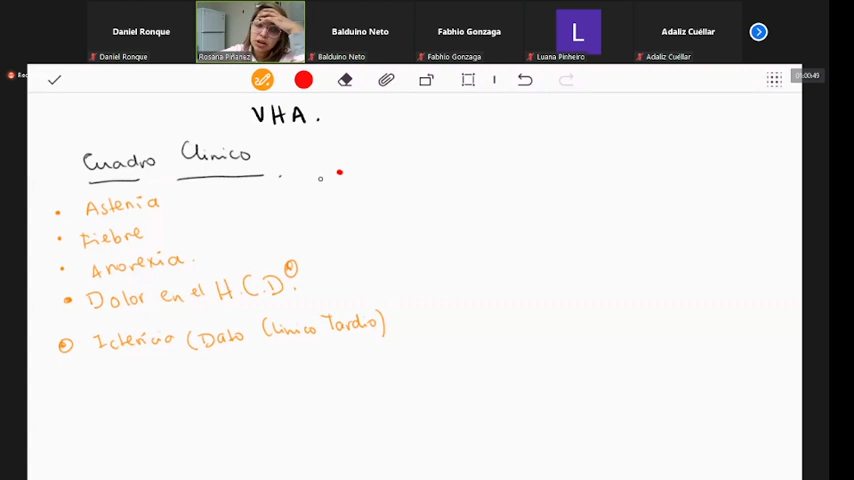 Daniel Ronque
Balduino Neto
Fabhio Gonzaga
L
Adaliz Cuéllar
Daniel Ronque
Rosana Piñanez
Balduino Neto
Fabhio Gonzaga
Luana Pinheiro
Adaliz Cuéllar
VHA.
Cuadro Clinico
Astenia
Fiebre
Anorexia.
Dolor en el H.C.D.
Ictericia (Dato Clinico Tardio)